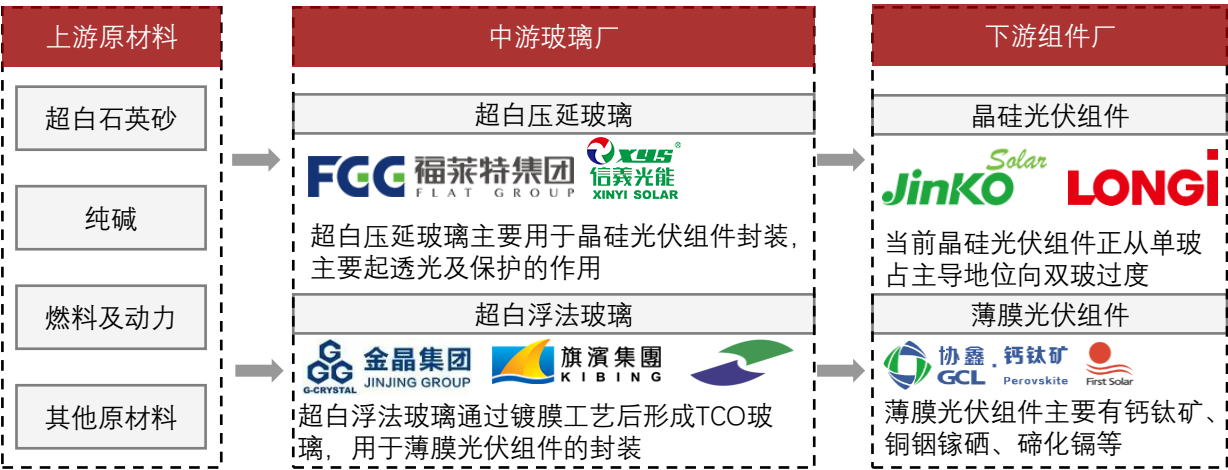 上游原材料
超白石英砂
纯碱
燃料及动力
其他原材料
中游玻璃厂
超白压延玻璃
FGG 福莱特集团
FLAT GROUP
XYS®
信義光能
XINYI SOLAR
超白压延玻璃主要用于晶硅光伏组件封装,
主要起透光及保护的作用
超白浮法玻璃
GGG
G-CRYSTAL
金晶集团
JINJING GROUP
旗濱集團
KIBING
超白浮法玻璃通过镀膜工艺后形成TCO玻
璃，用于薄膜光伏组件的封装
下游组件厂
晶硅光伏组件
Solar
JinKO
LONGi
当前晶硅光伏组件正从单玻
占主导地位向双玻过度
薄膜光伏组件
协鑫·钙钛矿
GCL Perovskite
First Solar
薄膜光伏组件主要有钙钛矿、
铜铟镓硒、碲化镉等